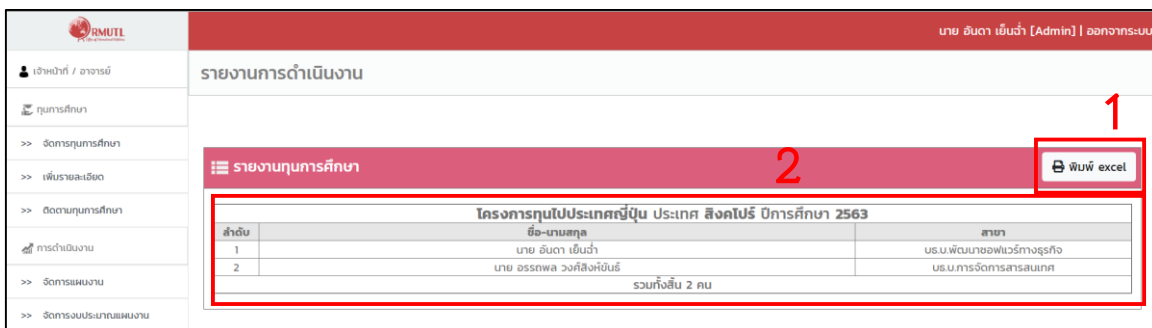 RMUTL
นาย อันดา เย็นฉ่ำ [Admin] | ออกจากระบบ
เจ้าหน้าที่ / อาจารย์
รายงานการดำเนินงาน
ทุนการศึกษา
1
>> จัดการทุนการศึกษา
รายงานทุนการศึกษา
2
พิมพ์ excel
>> เพิ่มรายละเอียด
>> ติดตามทุนการศึกษา
โครงการทุนไปประเทศญี่ปุ่น ประเทศ สิงคโปร์ ปีการศึกษา 2563
ลำดับ ชื่อ-นามสกุล สาขา
1 นาย อันดา เย็นฉ่ำ บธ.บ.พัฒนาซอฟแวร์ทางธุรกิจ
2 นาย อรรถพล วงศ์สิงห์ขันธ์ บธ.บ.การจัดการสารสนเทศ
รวมทั้งสิ้น 2 คน
การดำเนินงาน
>> จัดการแผนงาน
>> จัดการงบประมาณแผนงาน